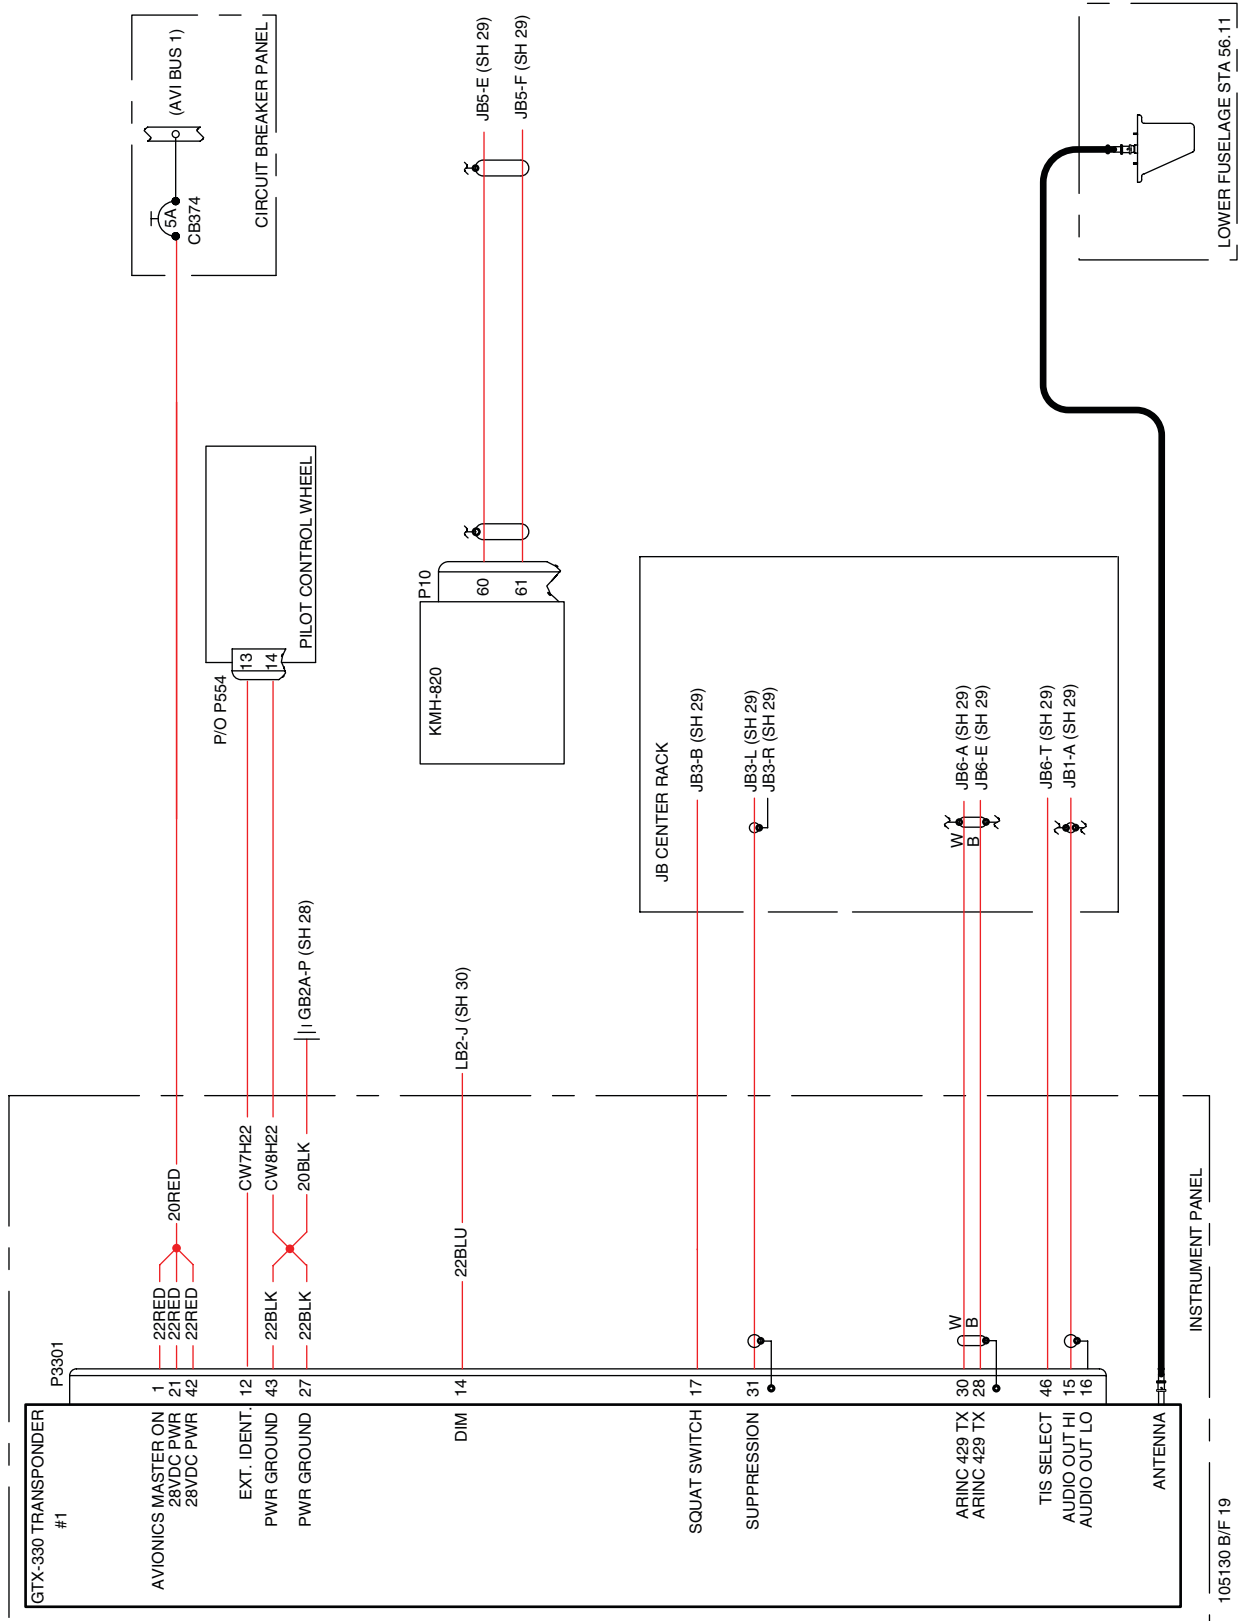 GTX-330 TRANSPONDER
#1
P3301
AVIONICS MASTER ON 1 22RED
28VDC PWR 21 22RED 20RED
28VDC PWR 42 22RED
5A
CB374
(AVI BUS 1)
CIRCUIT BREAKER PANEL
EXT. IDENT. 12 CW7H22
PWR GROUND 43 22BLK CW8H22
PWR GROUND 27 22BLK 20BLK
GB2A-P (SH 28)
P/O P554
13
14
PILOT CONTROL WHEEL
DIM 14 22BLU LB2-J (SH 30)
KMH-820
P10
60 JB5-E (SH 29)
61 JB5-F (SH 29)
JB CENTER RACK
SQUAT SWITCH 17 JB3-B (SH 29)
SUPPRESSION 31 JB3-L (SH 29)
JB3-R (SH 29)
ARINC 429 TX 30 W W JB6-A (SH 29)
ARINC 429 TX 28 B B JB6-E (SH 29)
TIS SELECT 46 JB6-T (SH 29)
AUDIO OUT HI 15 JB1-A (SH 29)
AUDIO OUT LO 16
ANTENNA
INSTRUMENT PANEL
LOWER FUSELAGE STA 56.11
105130 B/F 19